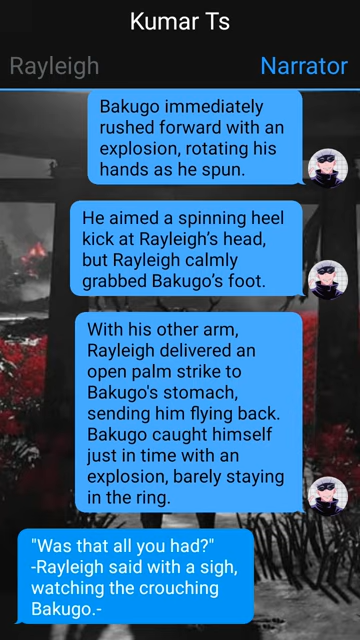 Kumar Ts
Rayleigh
Narrator
Bakugo immediately
rushed forward with an
explosion, rotating his
hands as he spun.
He aimed a spinning heel
kick at Rayleigh’s head,
but Rayleigh calmly
grabbed Bakugo’s foot.
With his other arm,
Rayleigh delivered an
open palm strike to
Bakugo's stomach,
sending him flying back.
Bakugo caught himself
just in time with an
explosion, barely staying
in the ring.
"Was that all you had?"
-Rayleigh said with a sigh,
watching the crouching
Bakugo.-